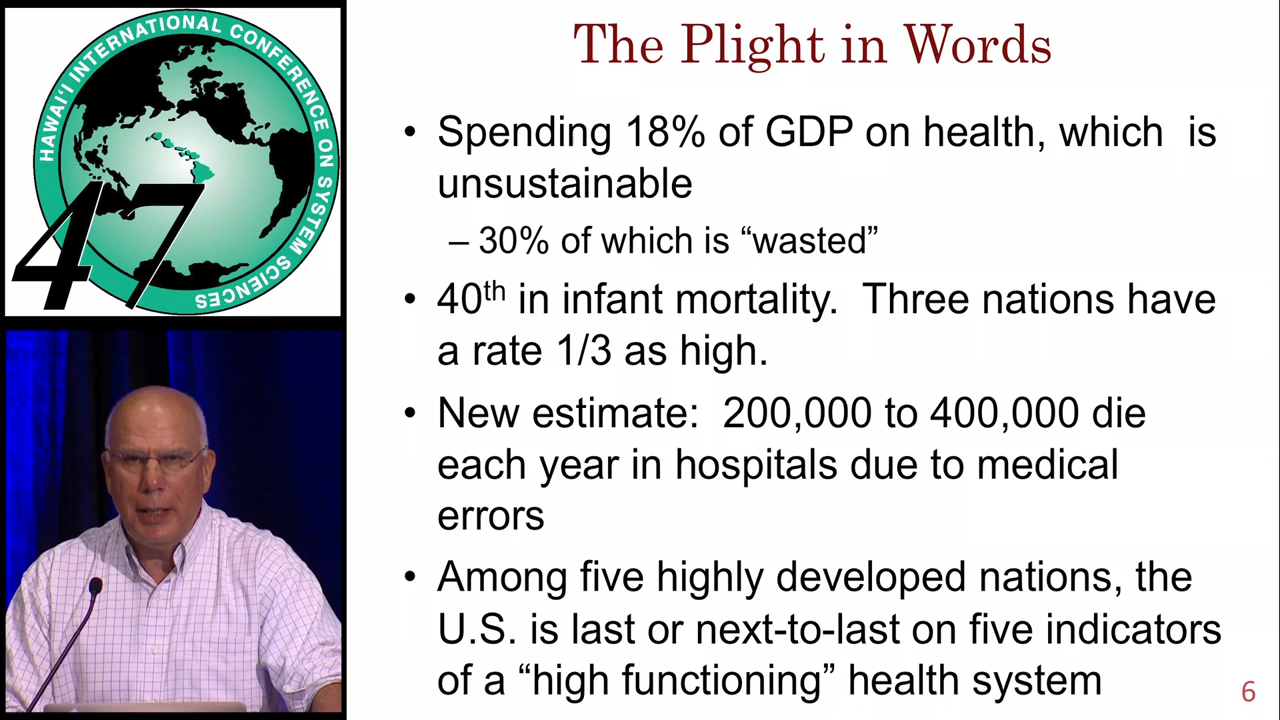 HAWAI'I INTERNATIONAL CONFERENCE ON SYSTEM SCIENCES
47
The Plight in Words
• Spending 18% of GDP on health, which is
unsustainable
– 30% of which is “wasted”
• 40th in infant mortality. Three nations have
a rate 1/3 as high.
• New estimate: 200,000 to 400,000 die
each year in hospitals due to medical
errors
• Among five highly developed nations, the
U.S. is last or next-to-last on five indicators
of a “high functioning” health system
6